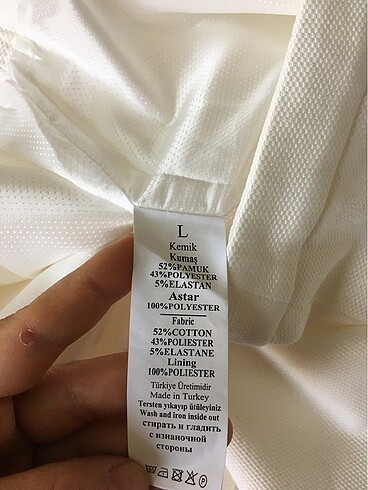 L
Kemik
Kumaş
52%PAMUK
43%POLYESTER
5%ELASTAN
Astar
100%POLYESTER
Fabric
52%COTTON
43%POLIESTER
5%ELASTANE
Lining
100%POLIESTER
Türkiye Üretimidir
Made in Turkey
Tersten yıkayıp ütüleyiniz
Wash and iron inside out
стирать и гладить
с изнаночной
стороны
P